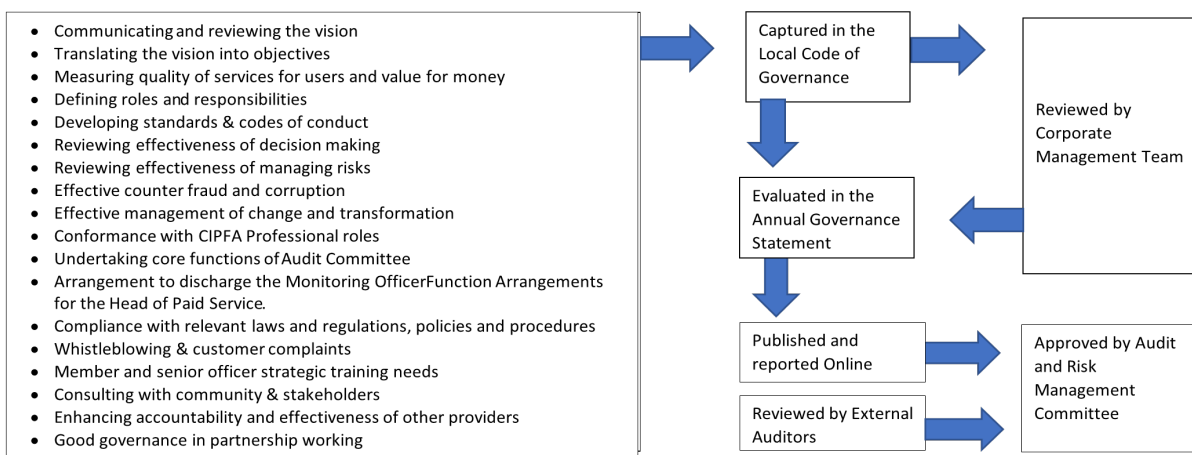 • Communicating and reviewing the vision
• Translating the vision into objectives
• Measuring quality of services for users and value for money
• Defining roles and responsibilities
• Developing standards & codes of conduct
• Reviewing effectiveness of decision making
• Reviewing effectiveness of managing risks
• Effective counter fraud and corruption
• Effective management of change and transformation
• Conformance with CIPFA Professional roles
• Undertaking core functions of Audit Committee
• Arrangement to discharge the Monitoring OfficerFunction Arrangements
for the Head of Paid Service.
• Compliance with relevant laws and regulations, policies and procedures
• Whistleblowing & customer complaints
• Member and senior officer strategic training needs
• Consulting with community & stakeholders
• Enhancing accountability and effectiveness of other providers
• Good governance in partnership working
Captured in the
Local Code of
Governance
Reviewed by
Corporate
Management Team
Evaluated in the
Annual Governance
Statement
Published and
reported Online
Approved by Audit
and Risk
Management
Committee
Reviewed by External
Auditors